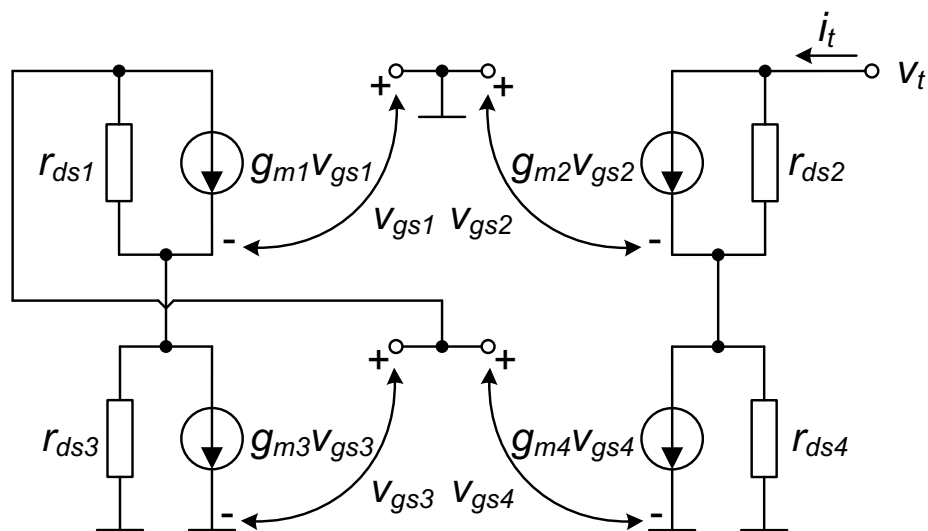 i_t
+ + v_t
r_ds1 g_m1v_gs1 g_m2v_gs2 r_ds2
- v_gs1 v_gs2 -
+ +
r_ds3 g_m3v_gs3 g_m4v_gs4 r_ds4
- v_gs3 v_gs4 -